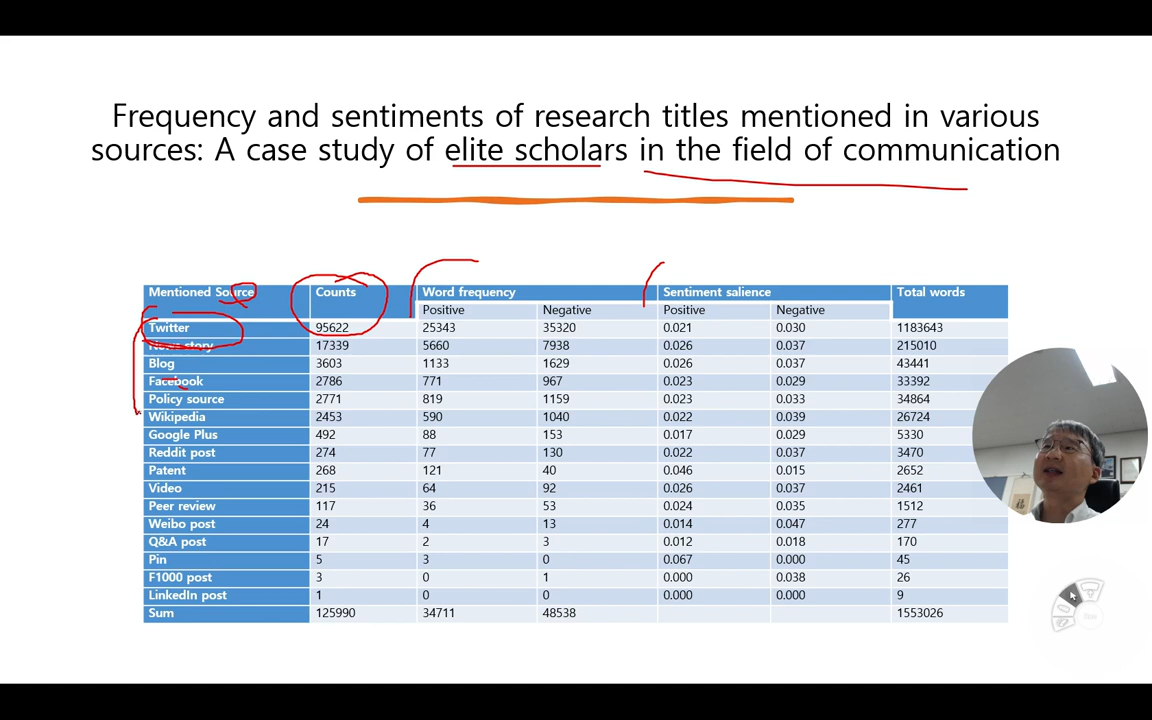 Frequency and sentiments of research titles mentioned in various
sources: A case study of elite scholars in the field of communication
Mentioned Source Counts Word frequency Sentiment salience Total words
Positive Negative Positive Negative
Twitter 95622 25343 35320 0.021 0.030 1183643
News story 17339 5660 7938 0.026 0.037 215010
Blog 3603 1133 1629 0.026 0.037 43441
Facebook 2786 771 967 0.023 0.029 33392
Policy source 2771 819 1159 0.023 0.033 34864
Wikipedia 2453 590 1040 0.022 0.039 26724
Google Plus 492 88 153 0.017 0.029 5330
Reddit post 274 77 130 0.022 0.037 3470
Patent 268 121 40 0.046 0.015 2652
Video 215 64 92 0.026 0.037 2461
Peer review 117 36 53 0.024 0.035 1512
Weibo post 24 4 13 0.014 0.047 277
Q&A post 17 2 3 0.012 0.018 170
Pin 5 3 0 0.067 0.000 45
F1000 post 3 0 1 0.000 0.038 26
LinkedIn post 1 0 0 0.000 0.000 9
Sum 125990 34711 48538 1553026